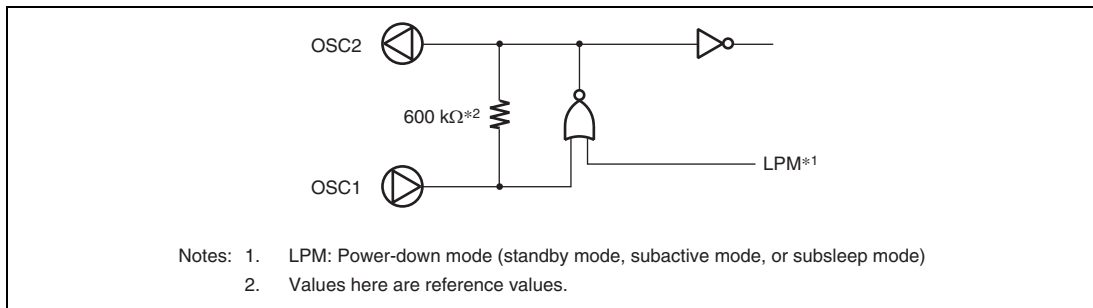 OSC2
600 kΩ*2
LPM*1
OSC1
Notes: 1. LPM: Power-down mode (standby mode, subactive mode, or subsleep mode)
2. Values here are reference values.